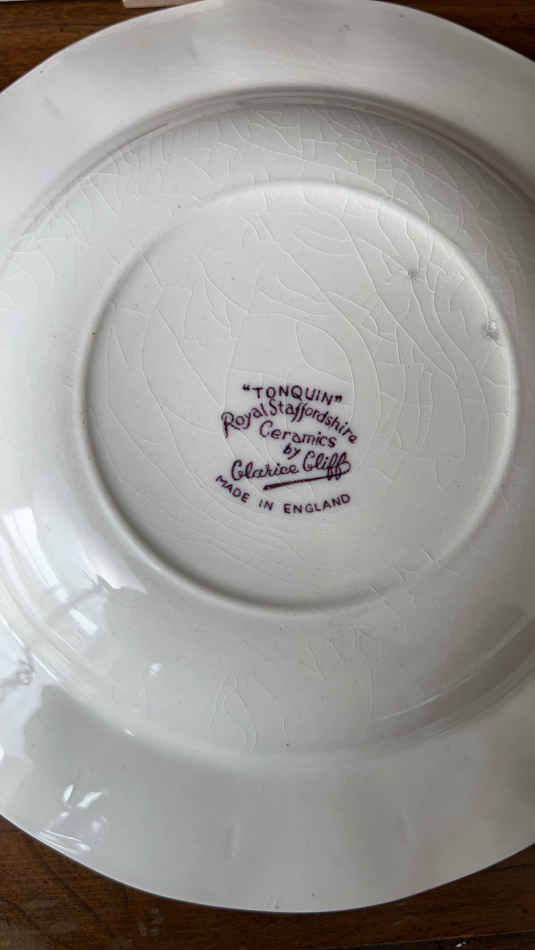 "TONQUIN"
Royal Staffordshire
Ceramics
by
Clarice Cliff
MADE IN ENGLAND